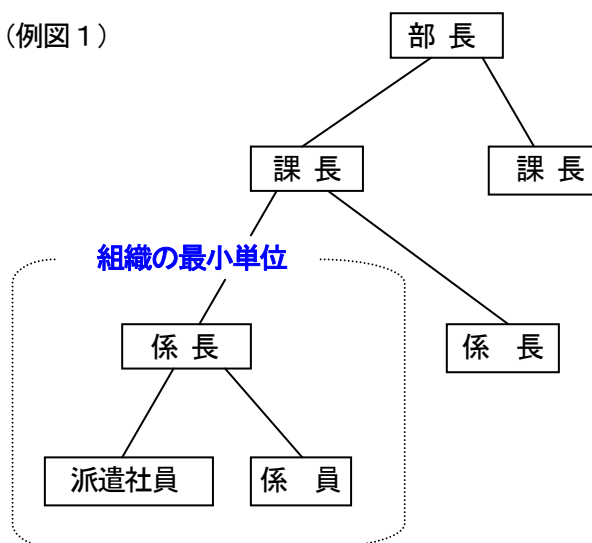 （例図１）
部 長
課 長
課 長
組織の最小単位
係 長
係　長
派遣社員
係　員